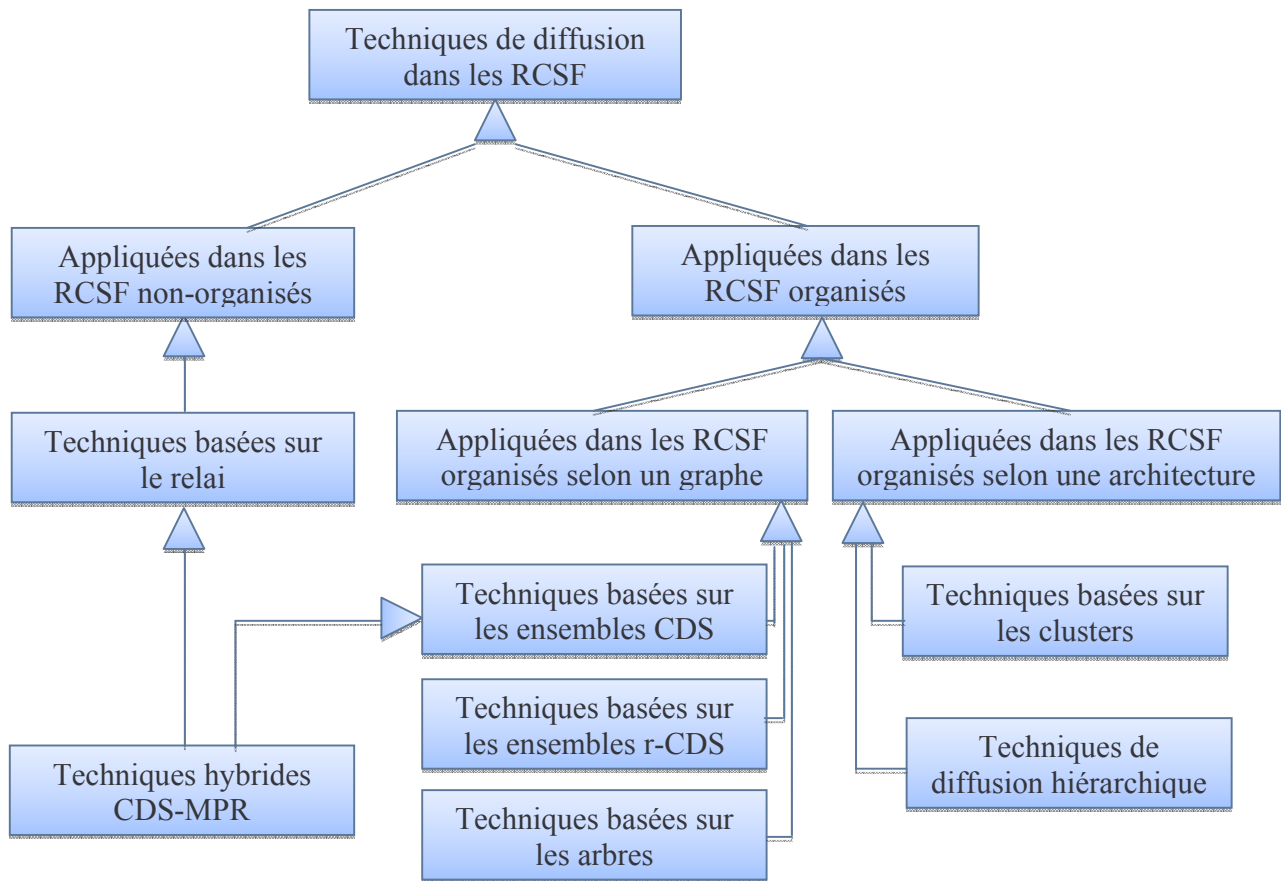 Techniques de diffusion
dans les RCSF
Appliquées dans les
RCSF non-organisés
Appliquées dans les
RCSF organisés
Techniques basées sur
le relai
Appliquées dans les RCSF
organisés selon un graphe
Appliquées dans les RCSF
organisés selon une architecture
Techniques basées sur
les ensembles CDS
Techniques basées sur
les clusters
Techniques basées sur
les ensembles r-CDS
Techniques hybrides
CDS-MPR
Techniques de
diffusion hiérarchique
Techniques basées sur
les arbres